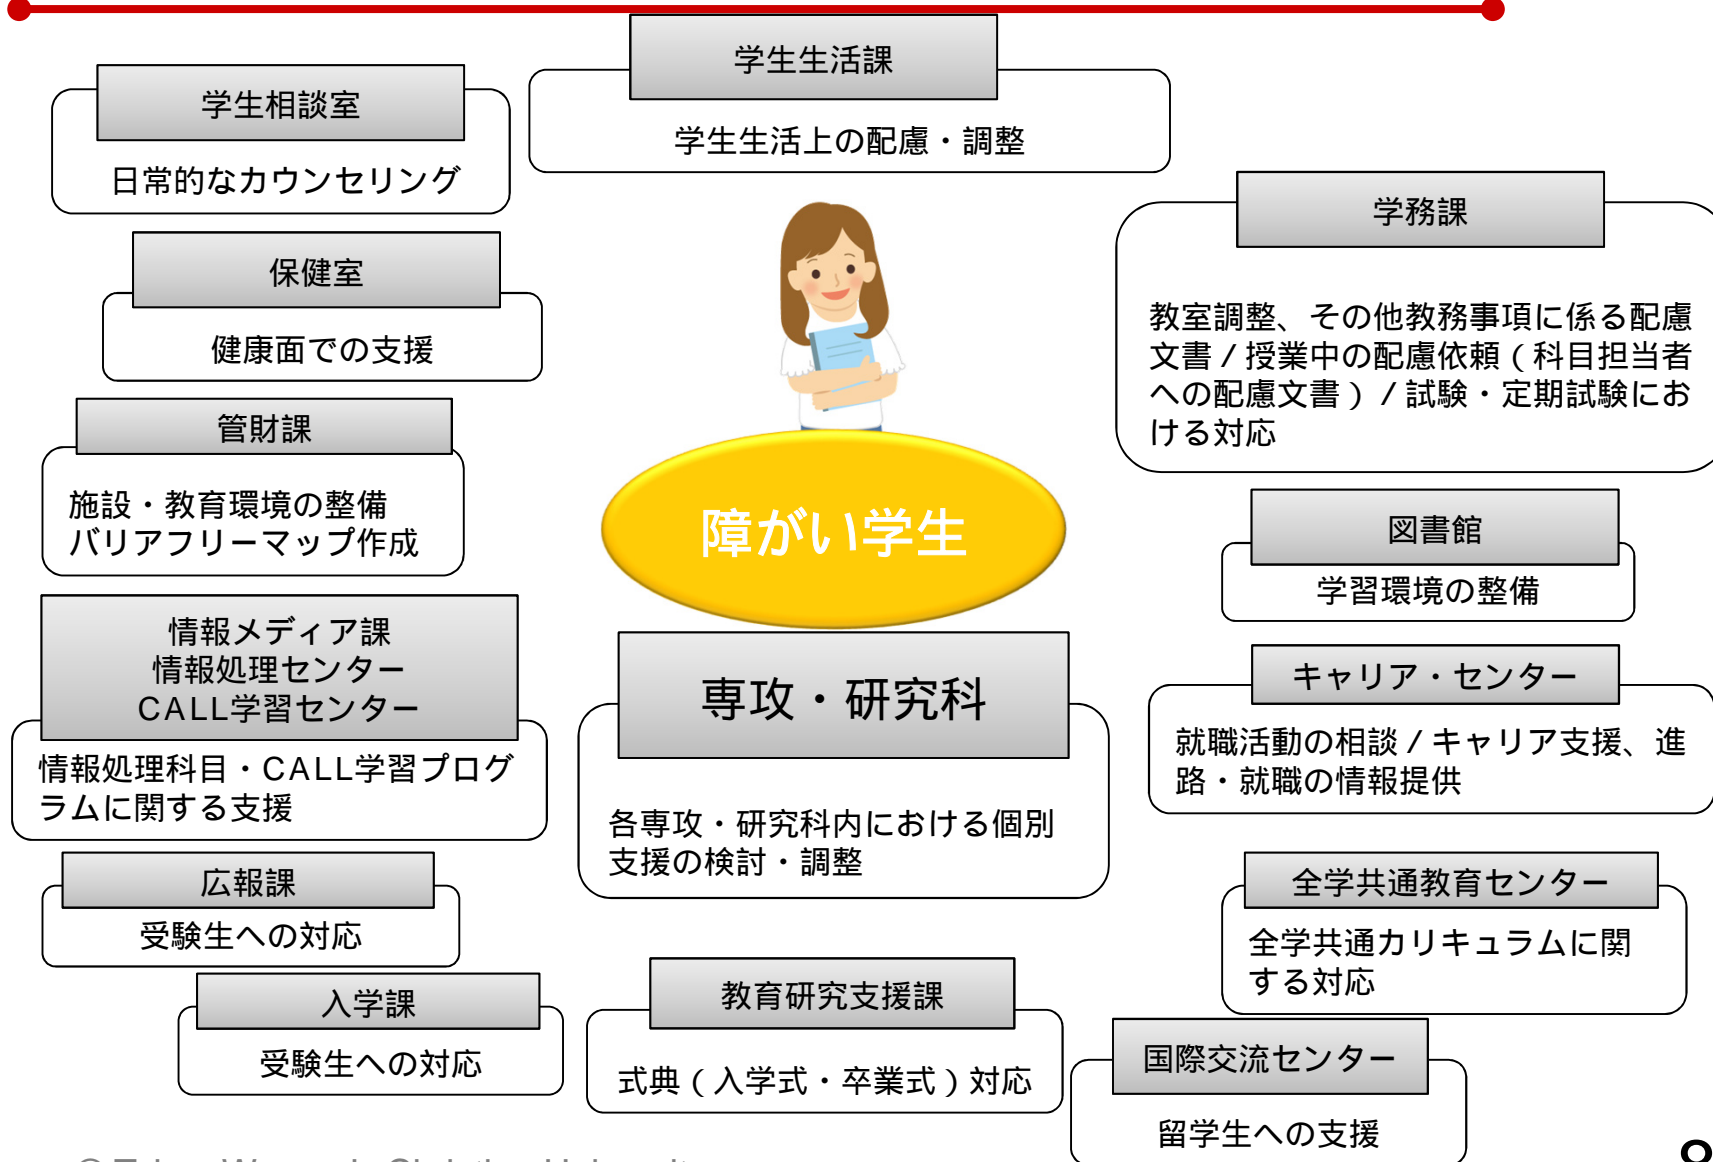 学生生活課
学生生活上の配慮・調整
学生相談室
日常的なカウンセリング
保健室
健康面での支援
管財課
施設・教育環境の整備
バリアフリーマップ作成
情報メディア課
情報処理センター
CALL学習センター
情報処理科目・CALL学習プログ
ラムに関する支援
広報課
受験生への対応
入学課
受験生への対応
障がい学生
専攻・研究科
各専攻・研究科内における個別
支援の検討・調整
教育研究支援課
式典(入学式・卒業式)対応
学務課
教室調整、その他教務事項に係る配慮
文書/授業中の配慮依頼(科目担当者
への配慮文書)/試験・定期試験にお
ける対応
図書館
学習環境の整備
キャリア・センター
就職活動の相談/キャリア支援、進
路・就職の情報提供
全学共通教育センター
全学共通カリキュラムに関
する対応
国際交流センター
留学生への支援